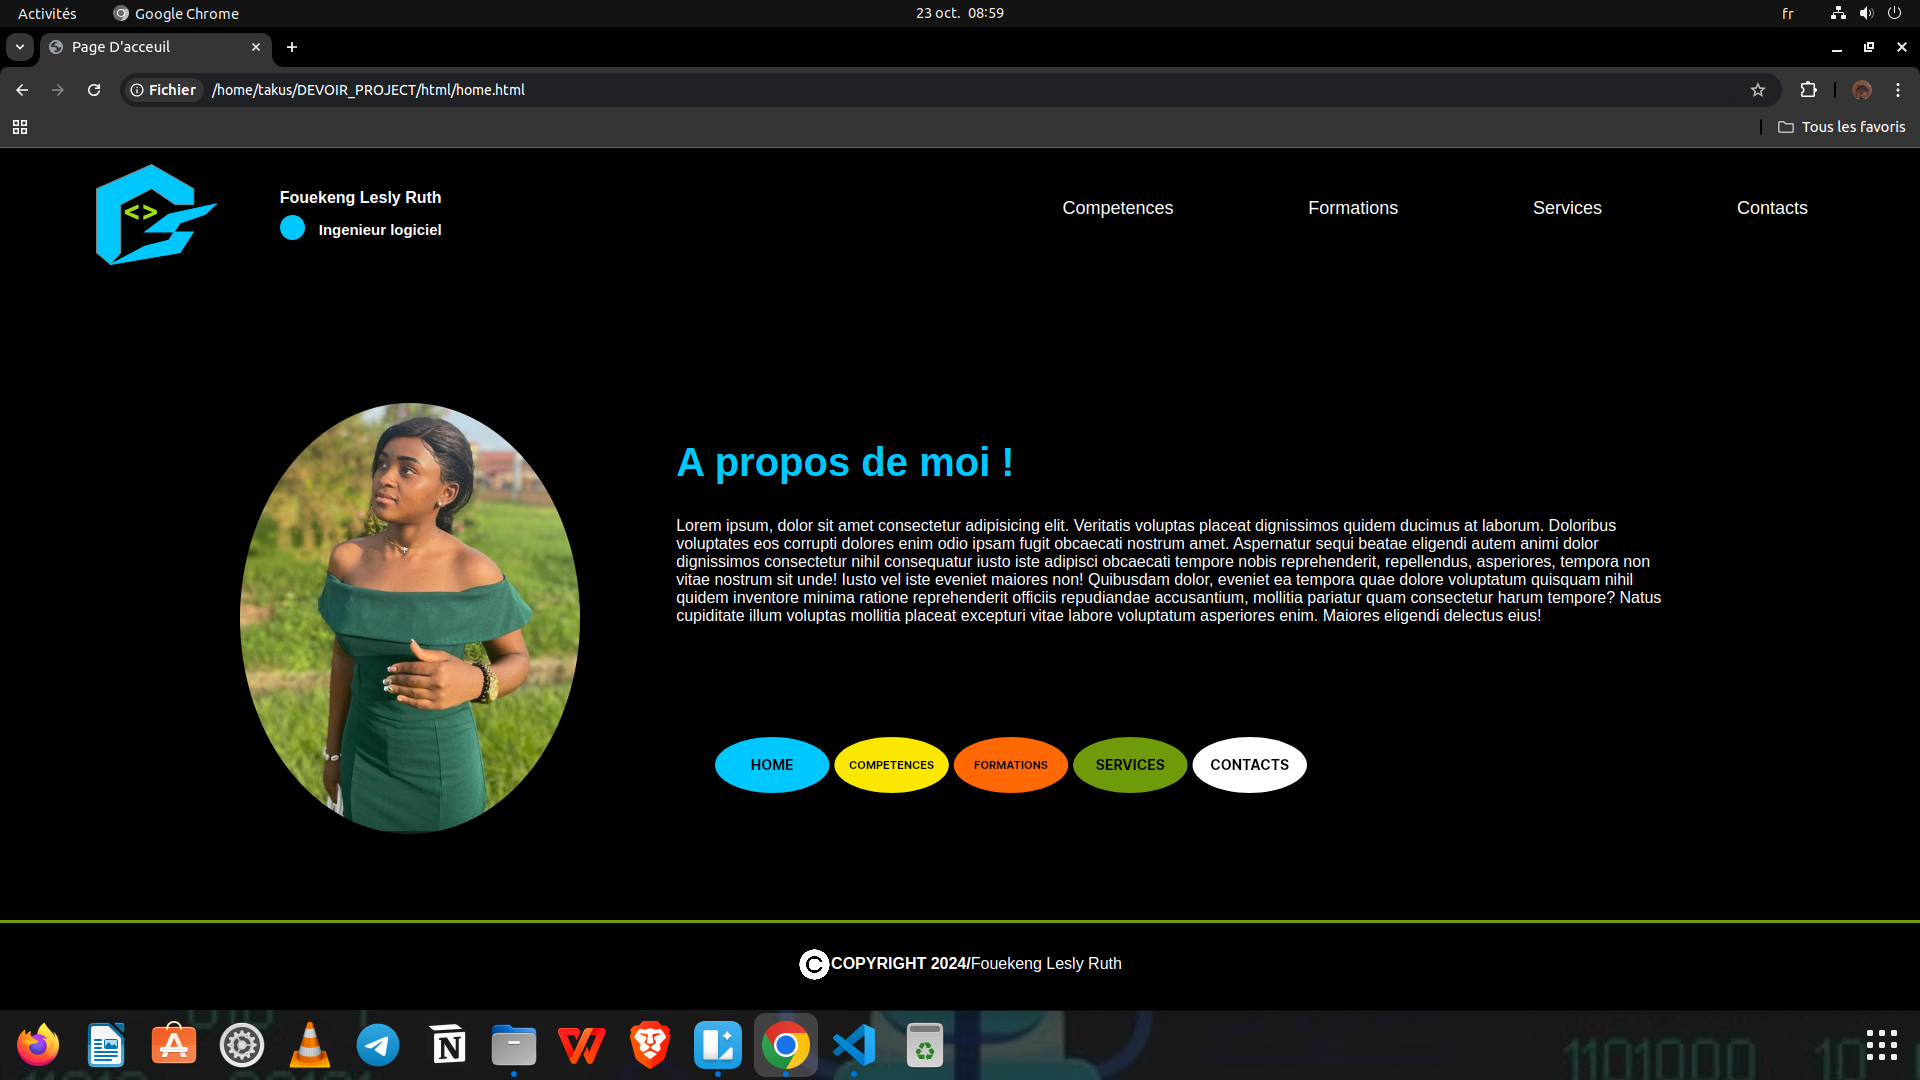 Activités
Google Chrome
23 oct. 08:59
fr
Page D'acceuil
Fichier
/home/takus/DEVOIR_PROJECT/html/home.html
Tous les favoris
<>
Fouekeng Lesly Ruth
Ingenieur logiciel
Competences
Formations
Services
Contacts
A propos de moi !
Lorem ipsum, dolor sit amet consectetur adipisicing elit. Veritatis voluptas placeat dignissimos quidem ducimus at laborum. Doloribus
voluptates eos corrupti dolores enim odio ipsam fugit obcaecati nostrum amet. Aspernatur sequi beatae eligendi autem animi dolor
dignissimos consectetur nihil consequatur iusto iste adipisci obcaecati tempore nobis reprehenderit, repellendus, asperiores, tempora non
vitae nostrum sit unde! Iusto vel iste eveniet maiores non! Quibusdam dolor, eveniet ea tempora quae dolore voluptatum quisquam nihil
quidem inventore minima ratione reprehenderit officiis repudiandae accusantium, mollitia pariatur quam consectetur harum tempore? Natus
cupiditate illum voluptas mollitia placeat excepturi vitae labore voluptatum asperiores enim. Maiores eligendi delectus eius!
HOME
COMPETENCES
FORMATIONS
SERVICES
CONTACTS
© COPYRIGHT 2024/Fouekeng Lesly Ruth
1101000